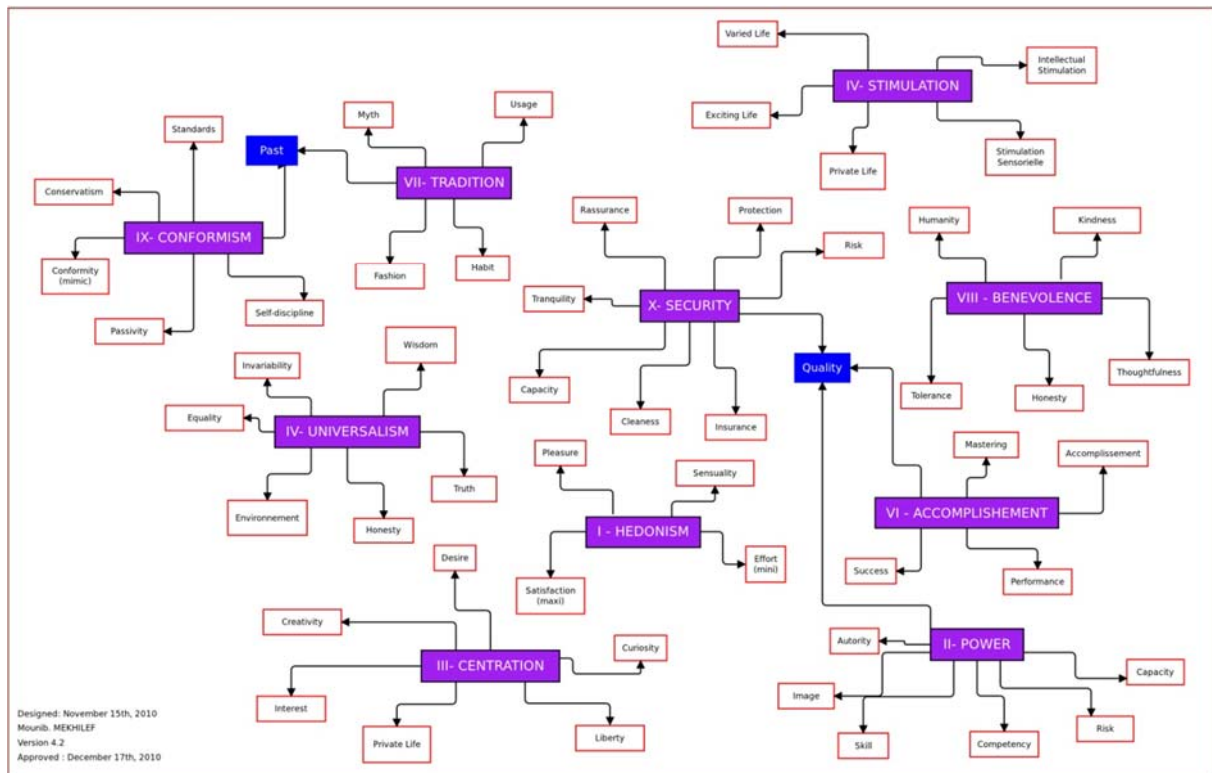 Varied Life
Intellectual
Stimulation
IV- STIMULATION
Exciting Life
Private Life
Stimulation
Sensorielle
Myth
Usage
Standards
Past
VII- TRADITION
Conservatism
IX- CONFORMISM
Conformity
(mimic)
Fashion
Habit
Self-discipline
Passivity
Rassurance
Protection
Risk
Tranquility
X- SECURITY
Quality
Capacity
Cleaness
Insurance
Humanity
Kindness
VIII - BENEVOLENCE
Thoughtfulness
Tolerance
Honesty
Wisdom
Invariability
Equality
IV- UNIVERSALISM
Truth
Environnement
Honesty
Pleasure
Sensuality
I - HEDONISM
Satisfaction
(maxi)
Effort
(mini)
Mastering
Accomplissement
VI - ACCOMPLISHEMENT
Success
Performance
Desire
Creativity
Curiosity
III- CENTRATION
Interest
Private Life
Liberty
Autority
II- POWER
Capacity
Image
Risk
Skill
Competency
Designed: November 15th, 2010
Mounib. MEKHILEF
Version 4.2
Approved : December 17th, 2010